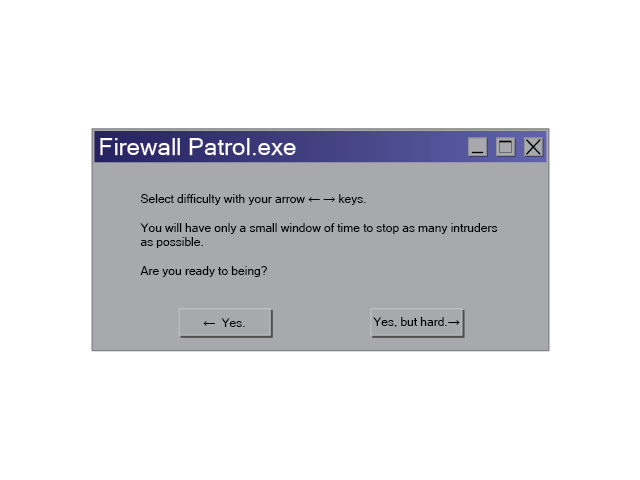 Firewall Patrol.exe
Select difficulty with your arrow ← → keys.
You will have only a small window of time to stop as many intruders
as possible.
Are you ready to being?
← Yes.
Yes, but hard.→